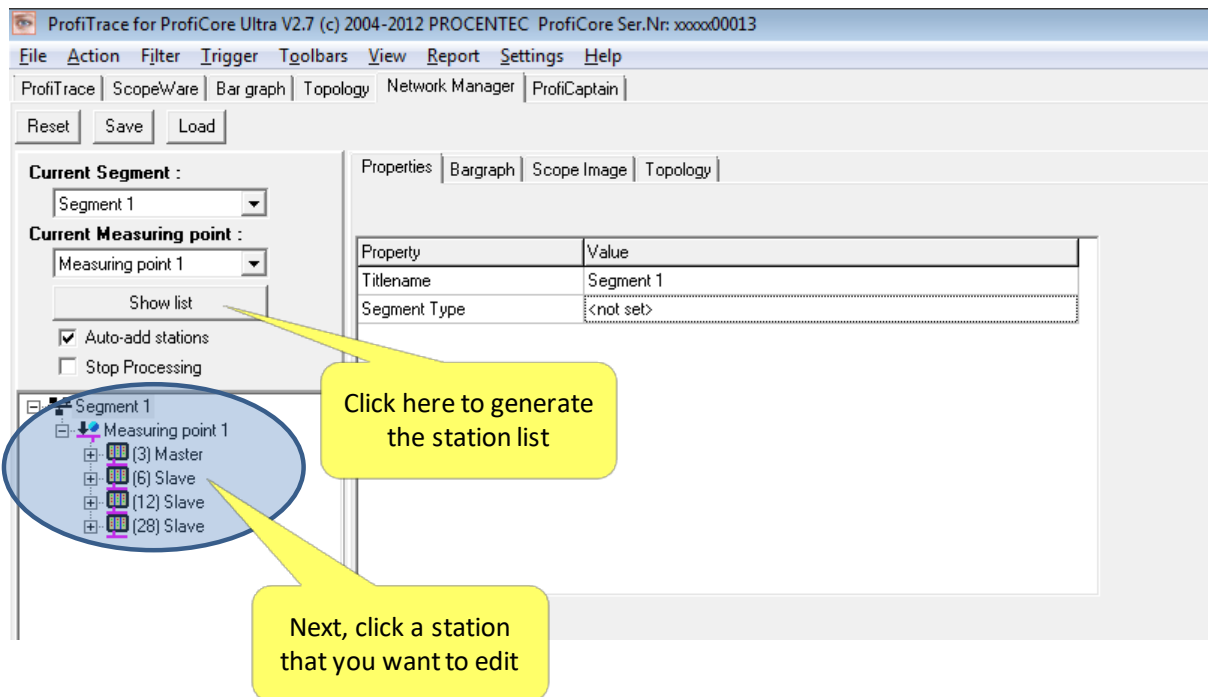 ProfiTrace for ProfiCore Ultra V2.7 (c) 2004-2012 PROCENTEC ProfiCore Ser.Nr: xxxxx00013
File Action Filter Trigger Toolbars View Report Settings Help
ProfiTrace ScopeWare Bar graph Topology Network Manager ProfiCaptain
Reset Save Load
Current Segment :
Segment 1
Current Measuring point :
Measuring point 1
Show list
Auto-add stations
Stop Processing
Segment 1
Measuring point 1
(3) Master
(6) Slave
(12) Slave
(28) Slave
Properties Bargraph Scope Image Topology
Property Value
Titlename Segment 1
Segment Type <not set>
Click here to generate
the station list
Next, click a station
that you want to edit